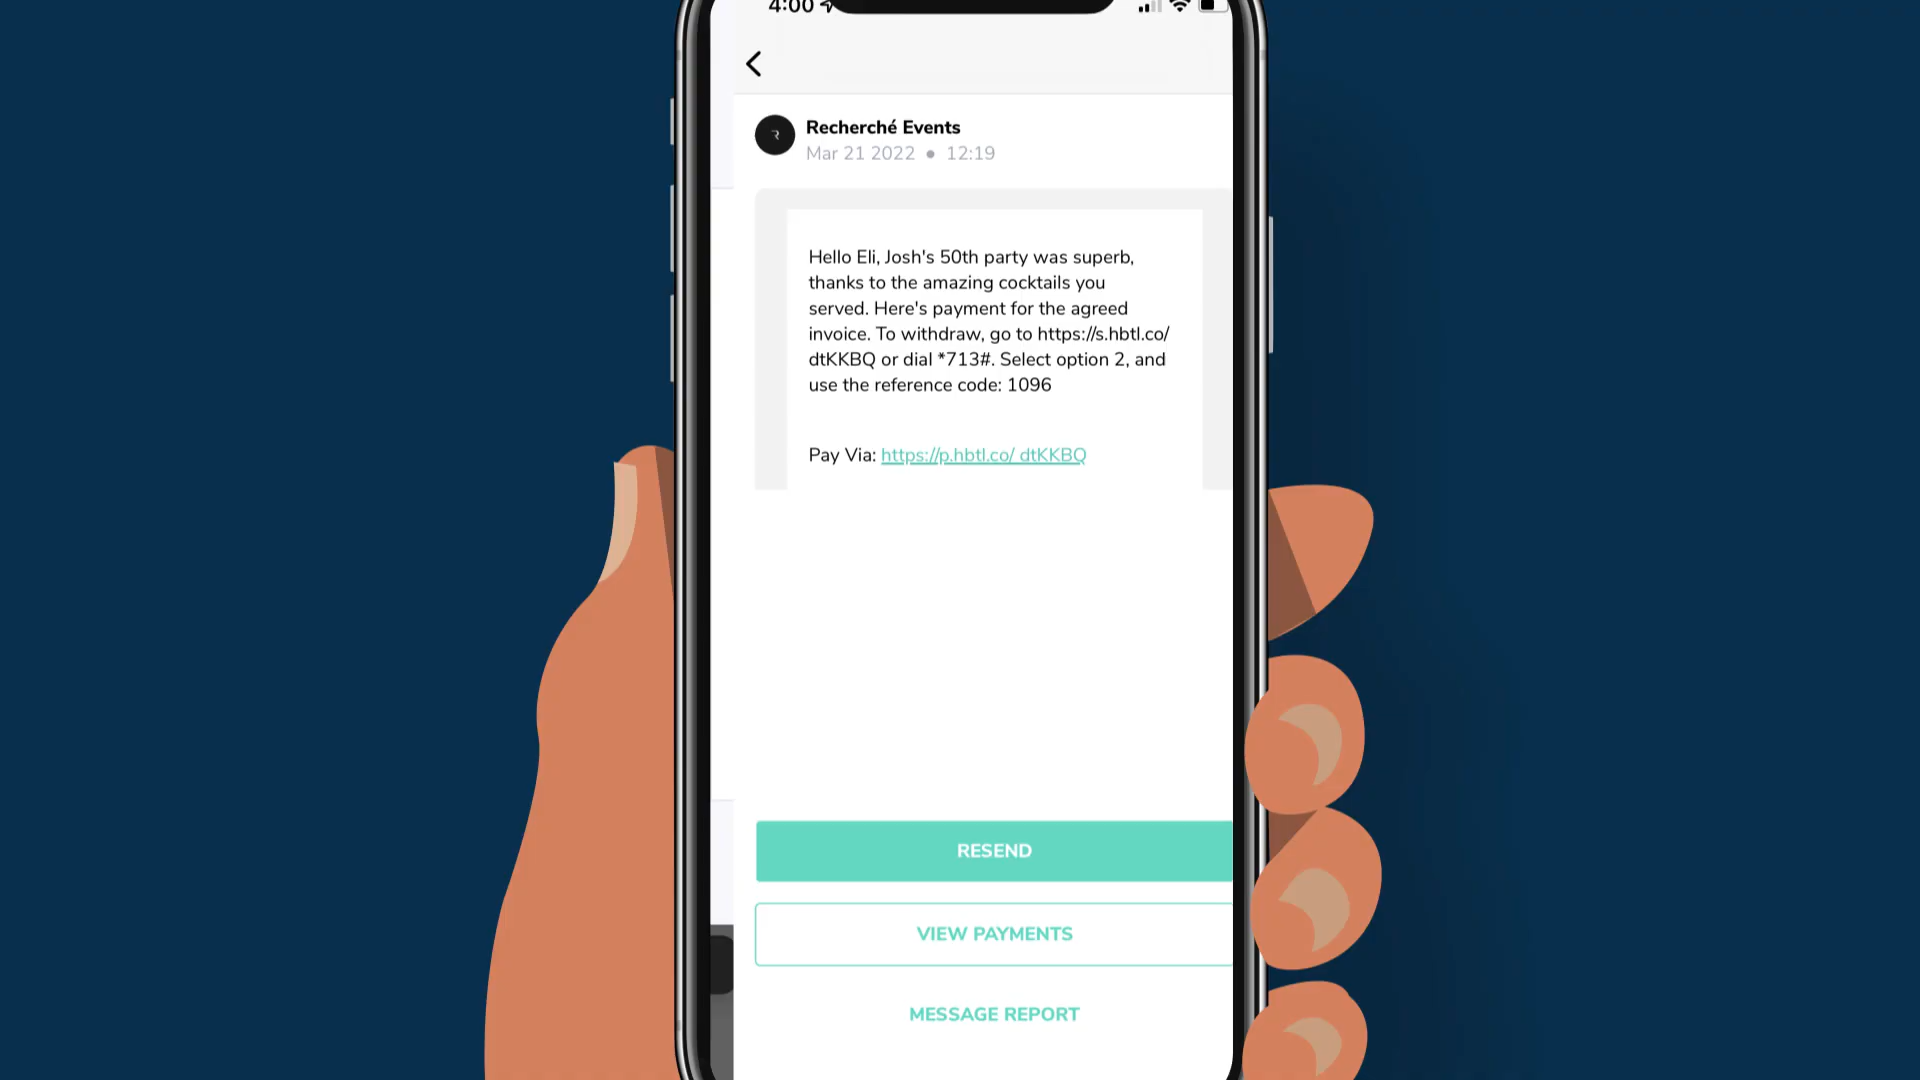 4:00
Recherché Events
Mar 21 2022 ● 12:19
Hello Eli, Josh's 50th party was superb,
thanks to the amazing cocktails you
served. Here's payment for the agreed
invoice. To withdraw, go to https://s.hbtl.co/
dtKKBQ or dial *713#. Select option 2, and
use the reference code: 1096
Pay Via: https://p.hbtl.co/ dtKKBQ
RESEND
VIEW PAYMENTS
MESSAGE REPORT